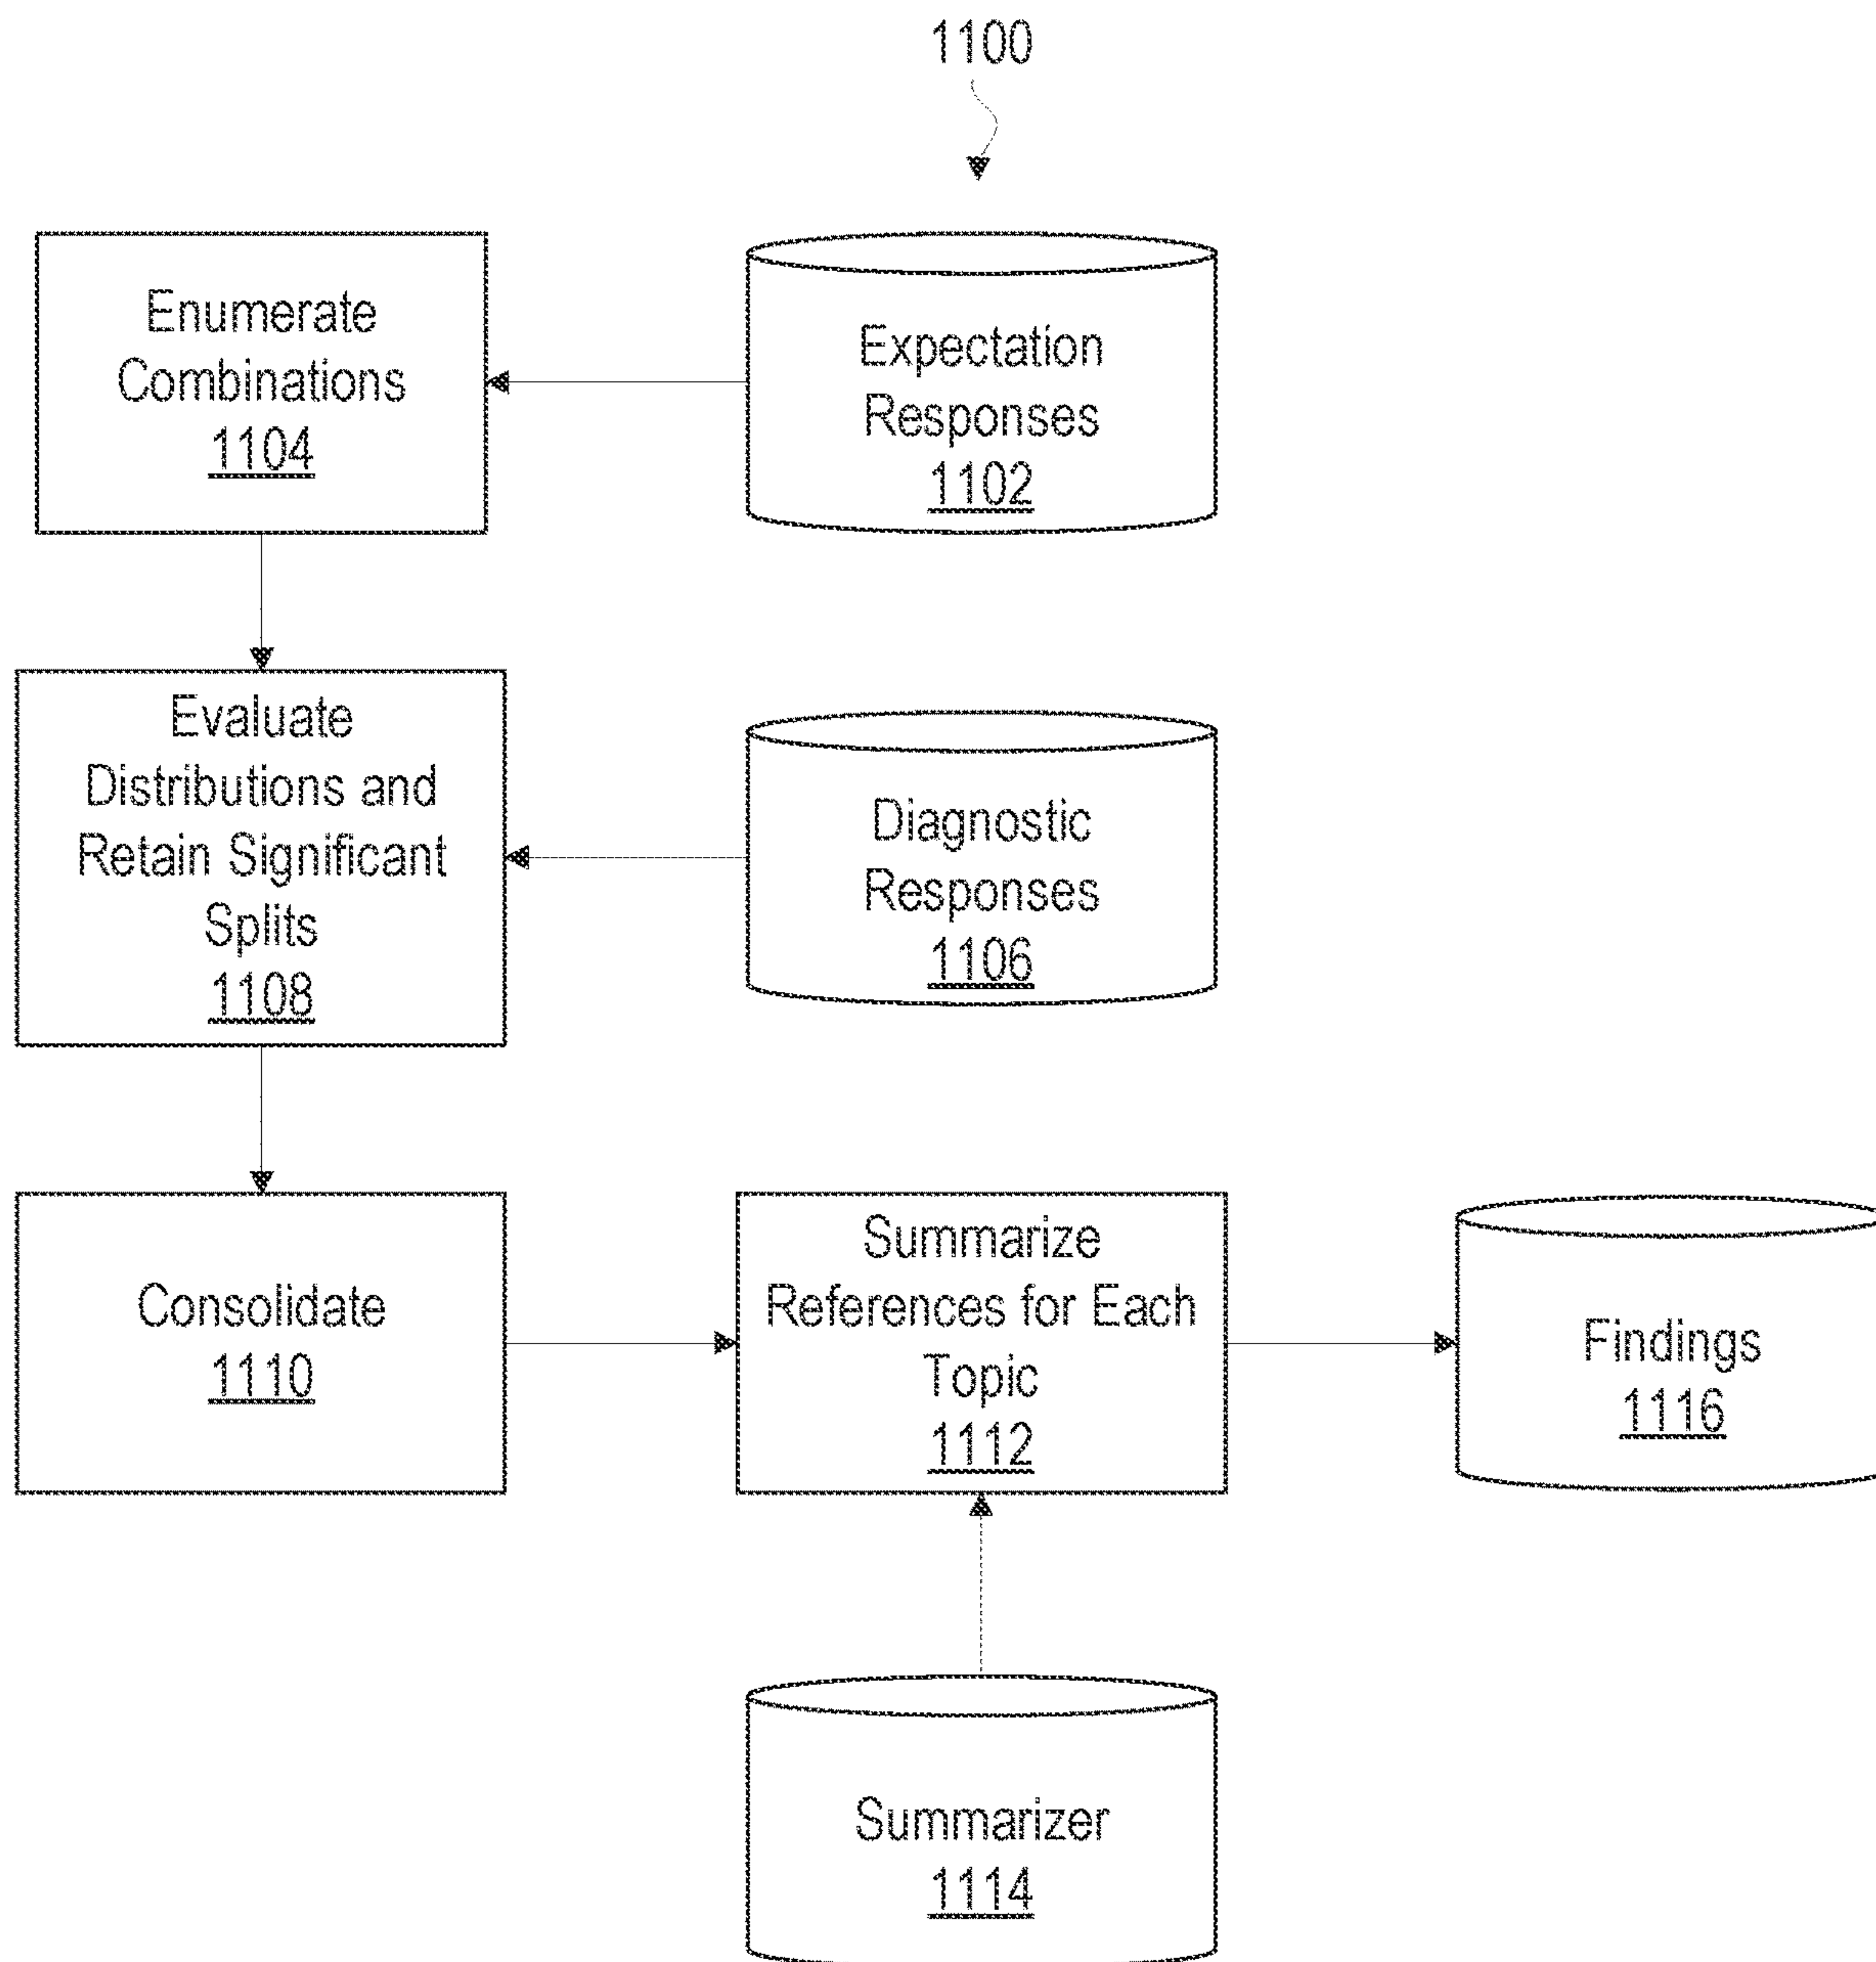 1100
Enumerate
Combinations
1104
Expectation
Responses
1102
Evaluate
Distributions and
Retain Significant
Splits
1108
Diagnostic
Responses
1106
Consolidate
1110
Summarize
References for Each
Topic
1112
Findings
1116
Summarizer
1114